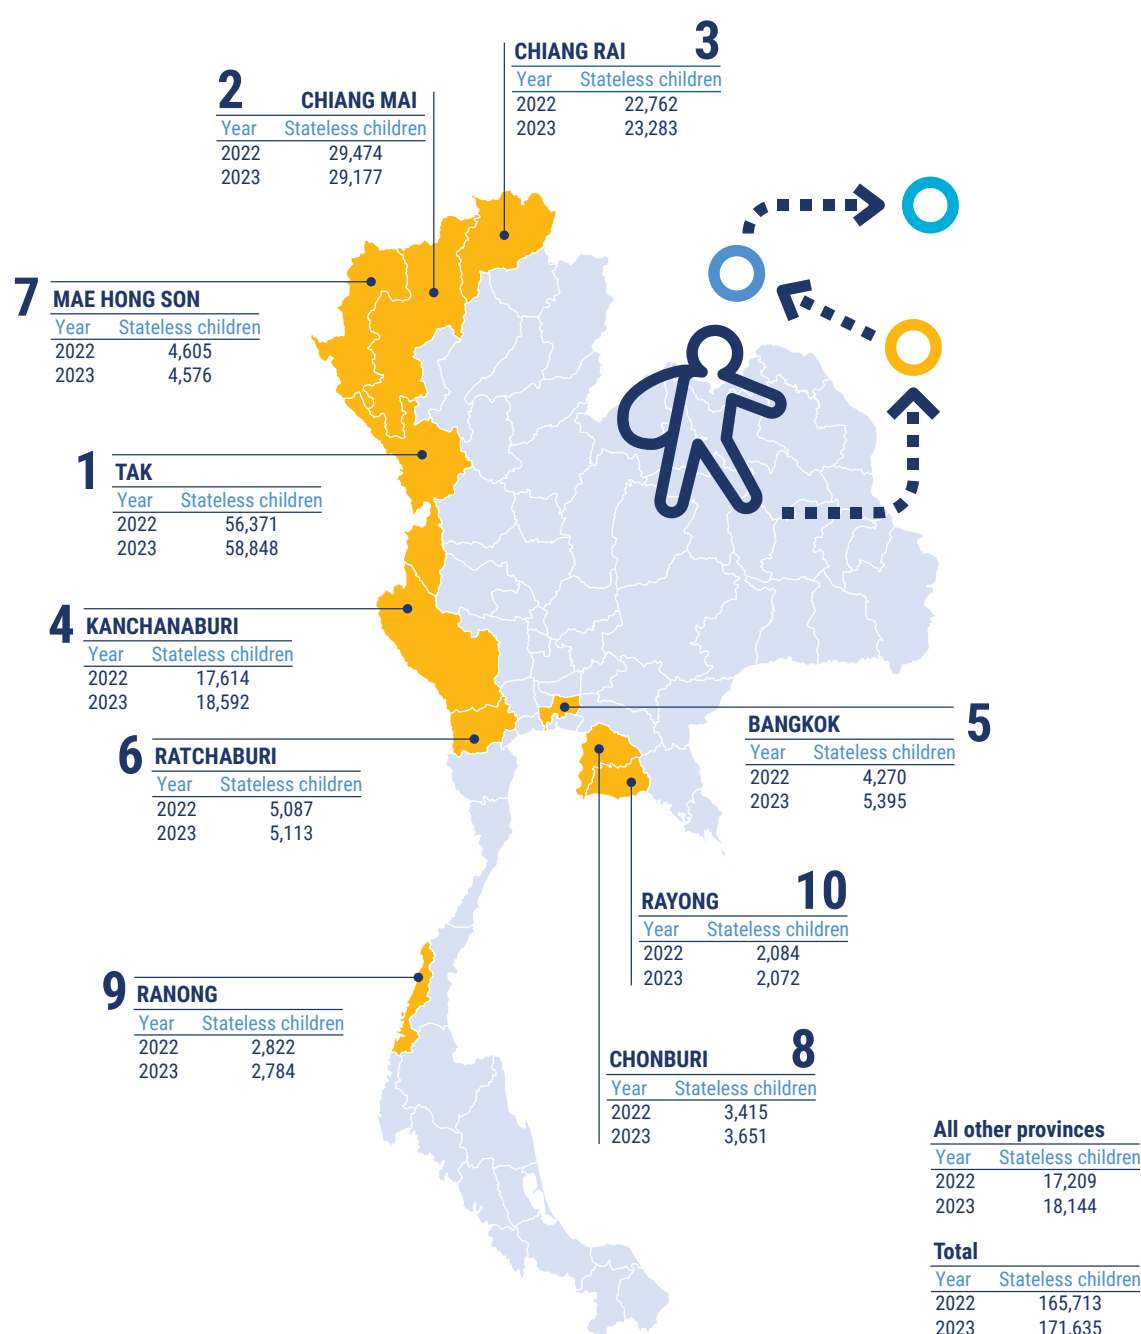 3
CHIANG RAI
Year Stateless children
2022 22,762
2023 23,283
2
CHIANG MAI
Year Stateless children
2022 29,474
2023 29,177
7
MAE HONG SON
Year Stateless children
2022 4,605
2023 4,576
1
TAK
Year Stateless children
2022 56,371
2023 58,848
4
KANCHANABURI
Year Stateless children
2022 17,614
2023 18,592
5
BANGKOK
Year Stateless children
2022 4,270
2023 5,395
6
RATCHABURI
Year Stateless children
2022 5,087
2023 5,113
10
RAYONG
Year Stateless children
2022 2,084
2023 2,072
9
RANONG
Year Stateless children
2022 2,822
2023 2,784
8
CHONBURI
Year Stateless children
2022 3,415
2023 3,651
All other provinces
Year Stateless children
2022 17,209
2023 18,144
Total
Year Stateless children
2022 165,713
2023 171,635